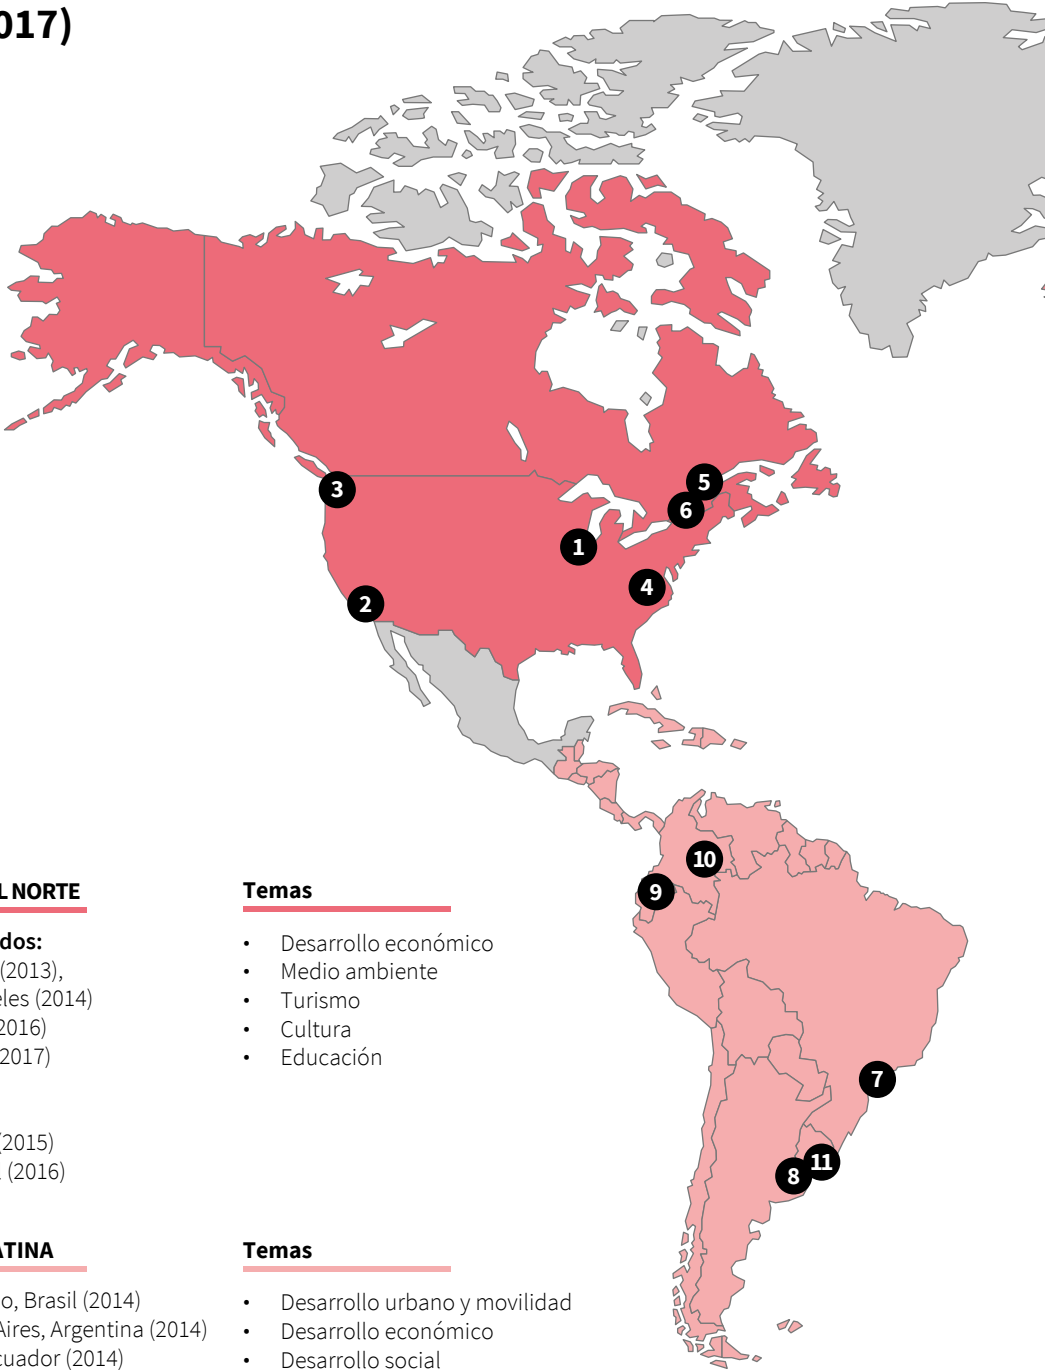 017)
3
5
6
1
4
2
10
9
7
11
8
L NORTE
dos:
(2013),
les (2014)
2016)
2017)
(2015)
(2016)
Temas
• Desarrollo económico
• Medio ambiente
• Turismo
• Cultura
• Educación
ATINA
o, Brasil (2014)
Aires, Argentina (2014)
cuador (2014)
Temas
• Desarrollo urbano y movilidad
• Desarrollo económico
• Desarrollo social